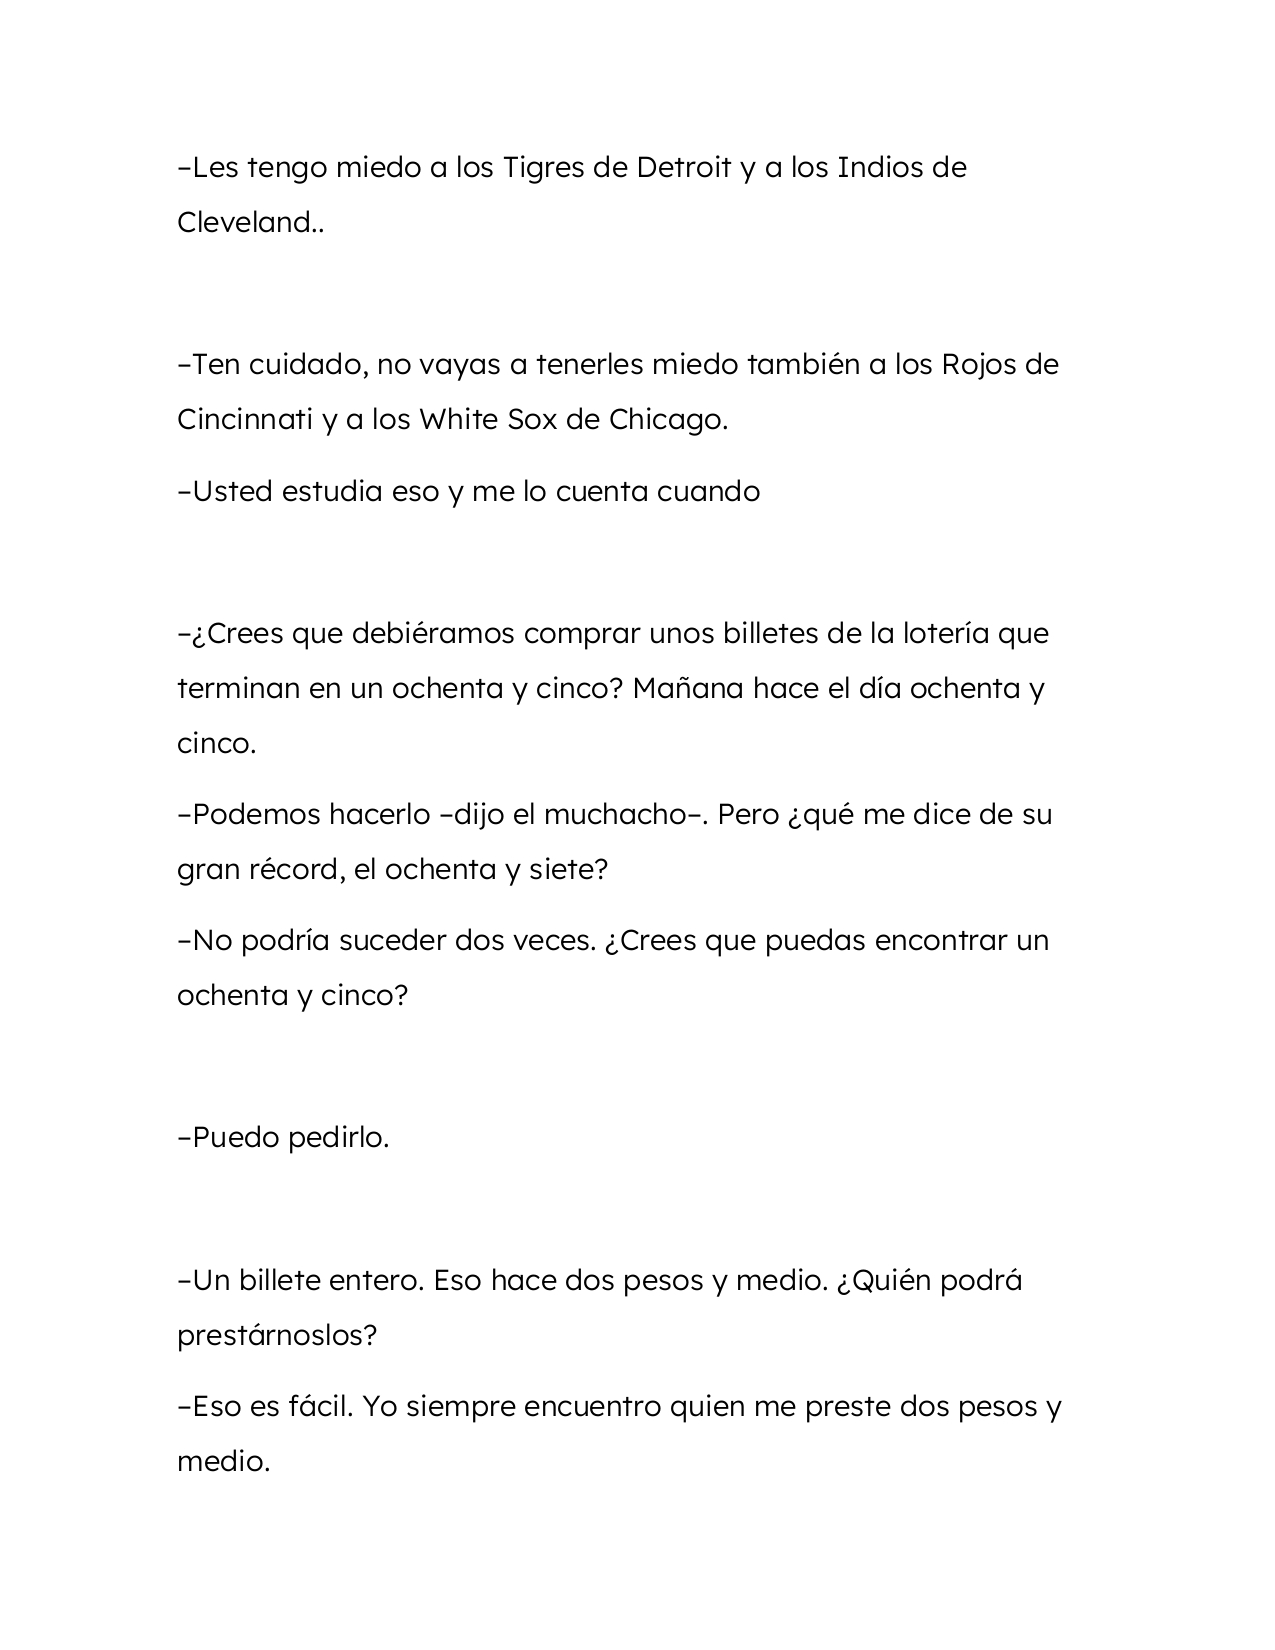 –Les tengo miedo a los Tigres de Detroit y a los Indios de
Cleveland..
–Ten cuidado, no vayas a tenerles miedo también a los Rojos de
Cincinnati y a los White Sox de Chicago.
–Usted estudia eso y me lo cuenta cuando
–¿Crees que debiéramos comprar unos billetes de la lotería que
terminan en un ochenta y cinco? Mañana hace el día ochenta y
cinco.
–Podemos hacerlo –dijo el muchacho–. Pero ¿qué me dice de su
gran récord, el ochenta y siete?
–No podría suceder dos veces. ¿Crees que puedas encontrar un
ochenta y cinco?
–Puedo pedirlo.
–Un billete entero. Eso hace dos pesos y medio. ¿Quién podrá
prestárnoslos?
–Eso es fácil. Yo siempre encuentro quien me preste dos pesos y
medio.